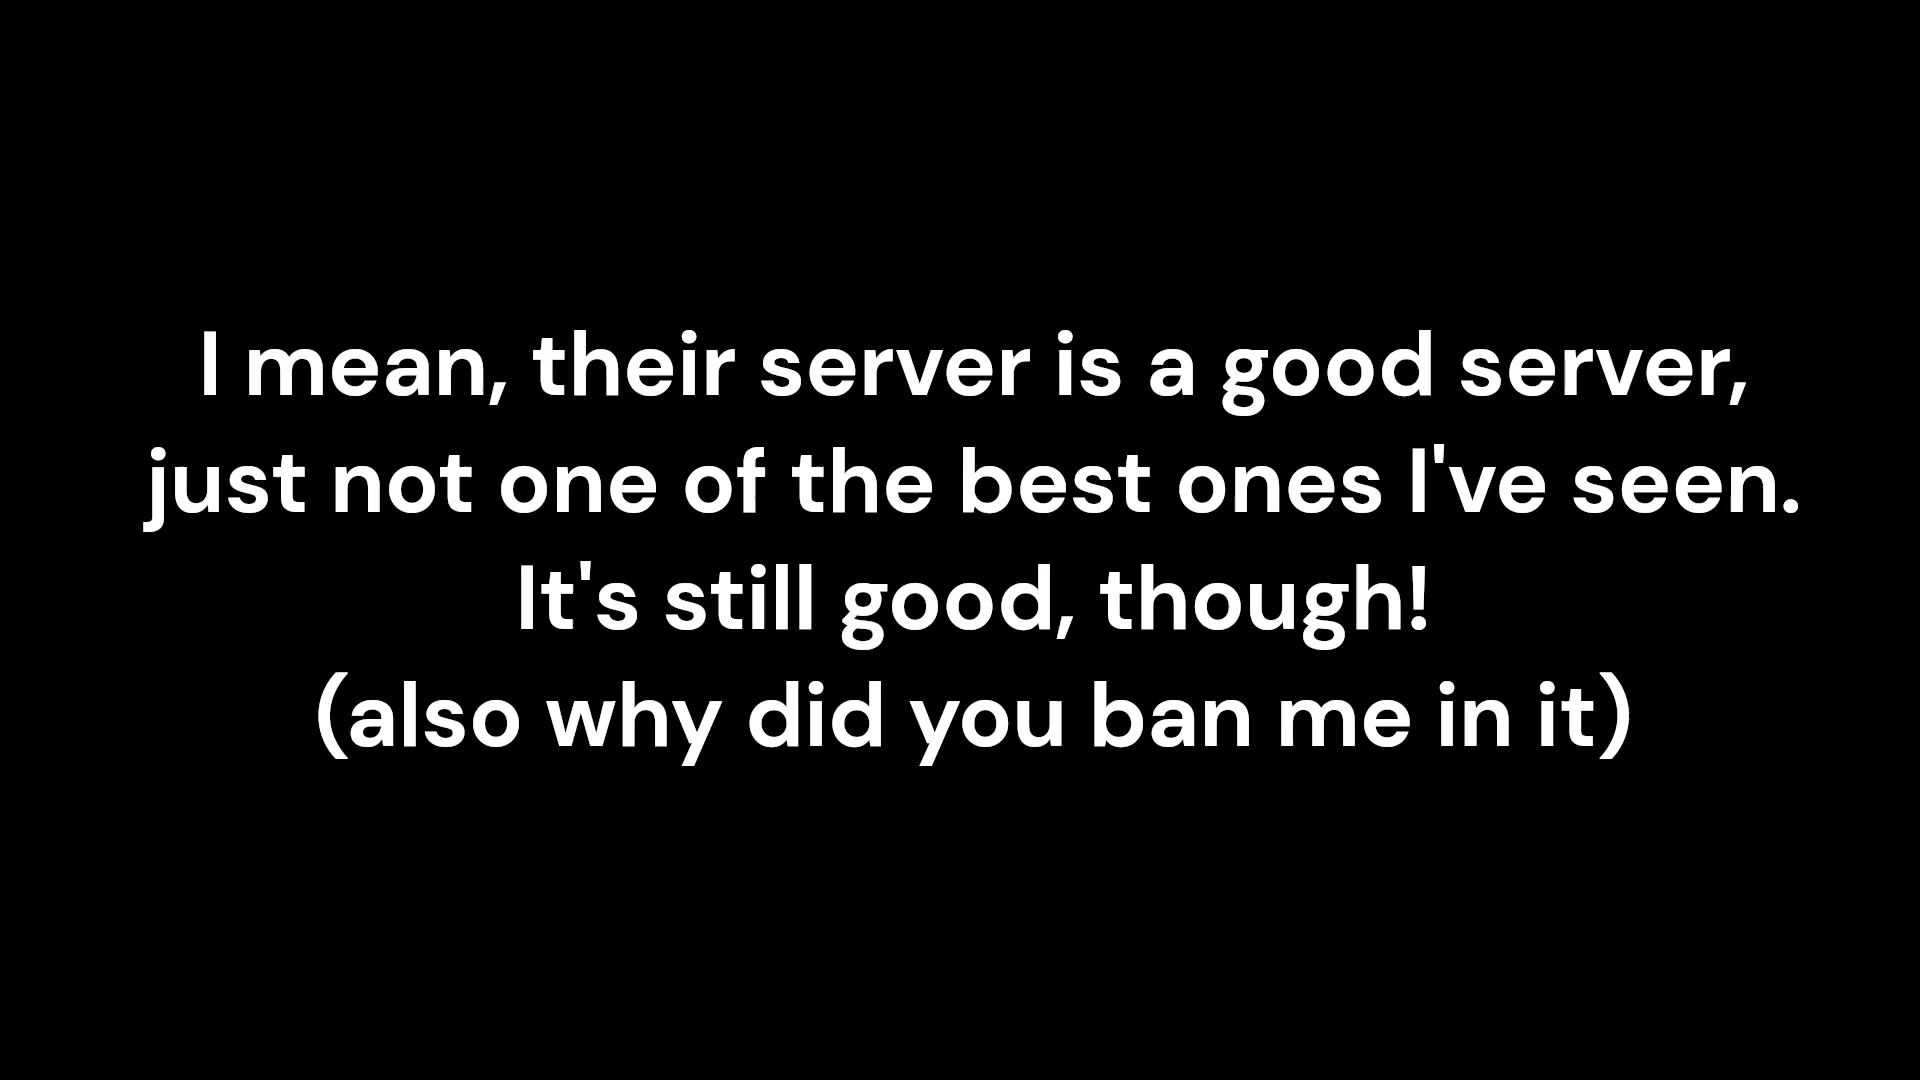 I mean, their server is a good server,
just not one of the best ones I've seen.
It's still good, though!
(also why did you ban me in it)